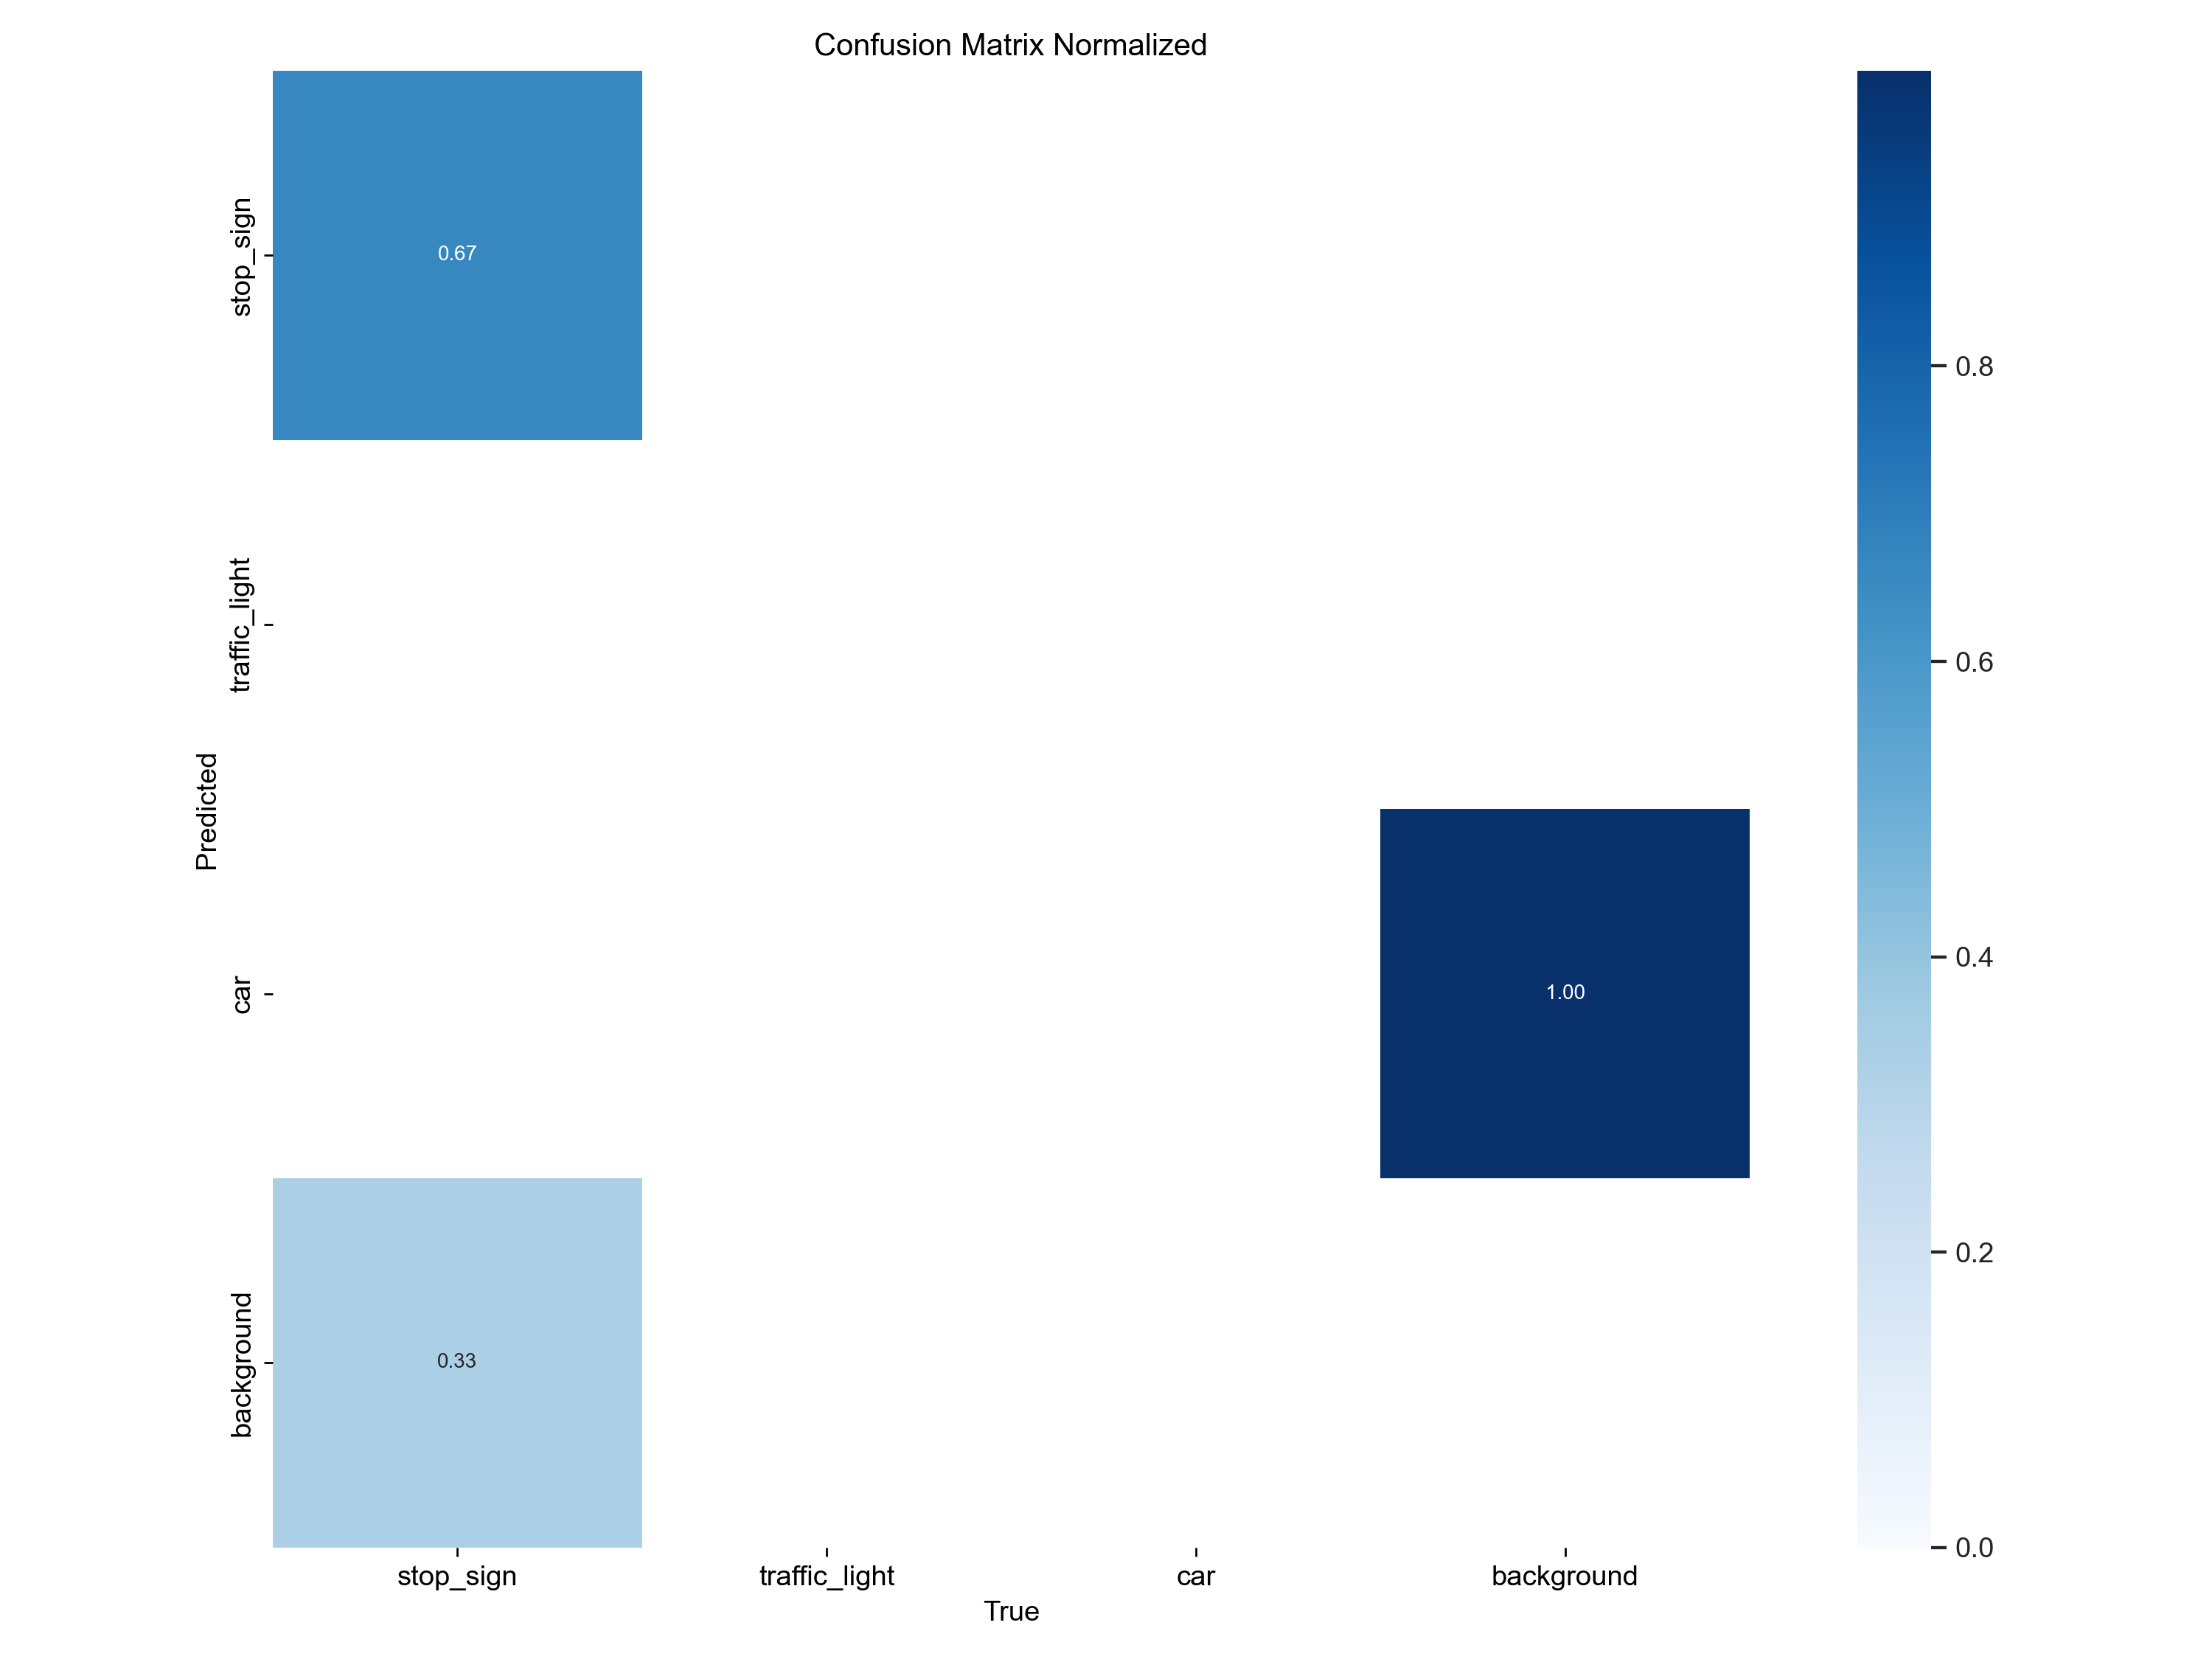 Confusion Matrix Normalized
stop_sign
0.67
0.8
traffic_light
0.6
Predicted
car
1.00
0.4
background
0.33
0.2
0.0
stop_sign traffic_light car background
True